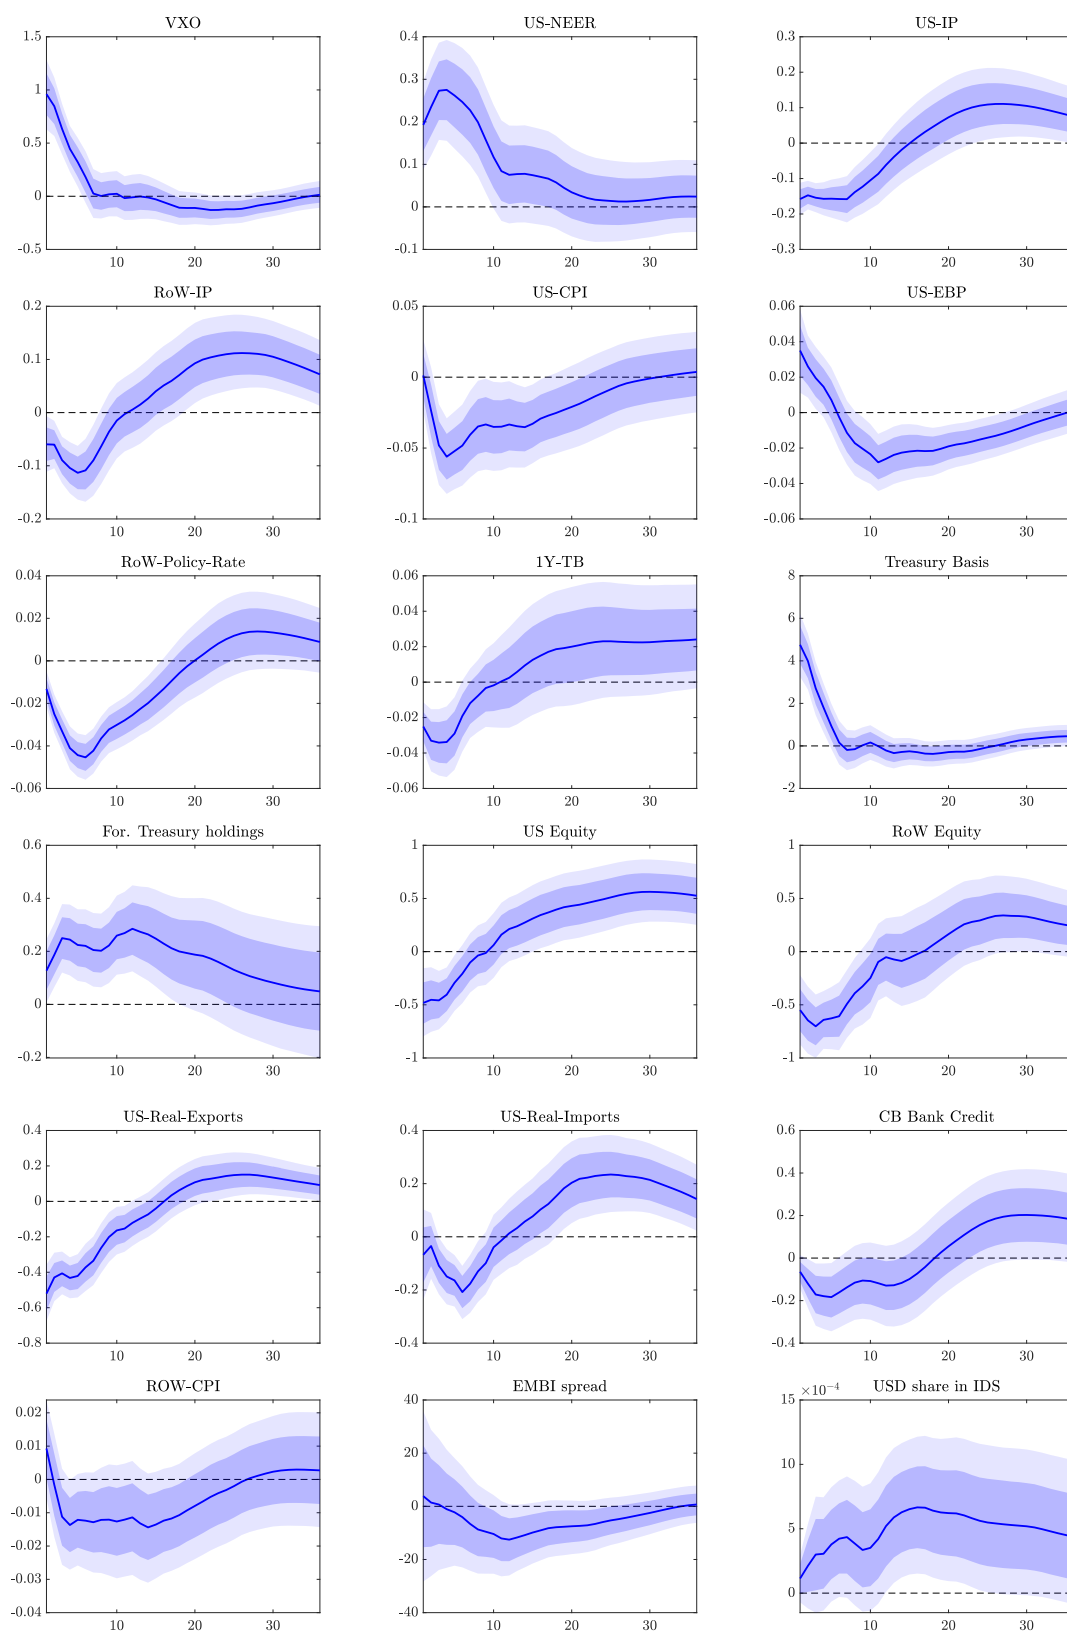 VXO
1.5
1
0.5
0
-0.5
10 20 30
US-NEER
0.4
0.3
0.2
0.1
0
-0.1
10 20 30
US-IP
0.2
0.1
0
-0.1
-0.2
-0.3
10 20 30
RoW-IP
0.2
0.1
0
-0.1
-0.2
10 20 30
US-CPI
0.05
0
-0.05
-0.1
10 20 30
US-EBP
0.06
0.04
0.02
0
-0.02
-0.04
-0.06
10 20 30
RoW-Policy-Rate
0.04
0.02
0
-0.02
-0.04
-0.06
10 20 30
1Y-TB
0.06
0.04
0.02
0
-0.02
-0.04
-0.06
10 20 30
Treasury Basis
8
6
4
2
0
-2
10 20 30
For. Treasury holdings
0.6
0.4
0.2
0
-0.2
10 20 30
US Equity
1
0.5
0
-0.5
-1
10 20 30
RoW Equity
1
0.5
0
-0.5
-1
10 20 30
US-Real-Exports
0.4
0.2
0
-0.2
-0.4
-0.6
-0.8
10 20 30
US-Real-Imports
0.4
0.2
0
-0.2
-0.4
10 20 30
CB Bank Credit
0.6
0.4
0.2
0
-0.2
-0.4
10 20 30
ROW-CPI
0.02
0.01
0
-0.01
-0.02
-0.03
-0.04
10 20 30
EMBI spread
40
20
0
-20
-40
10 20 30
USD share in IDS
×10⁻⁴
15
10
5
0
10 20 30